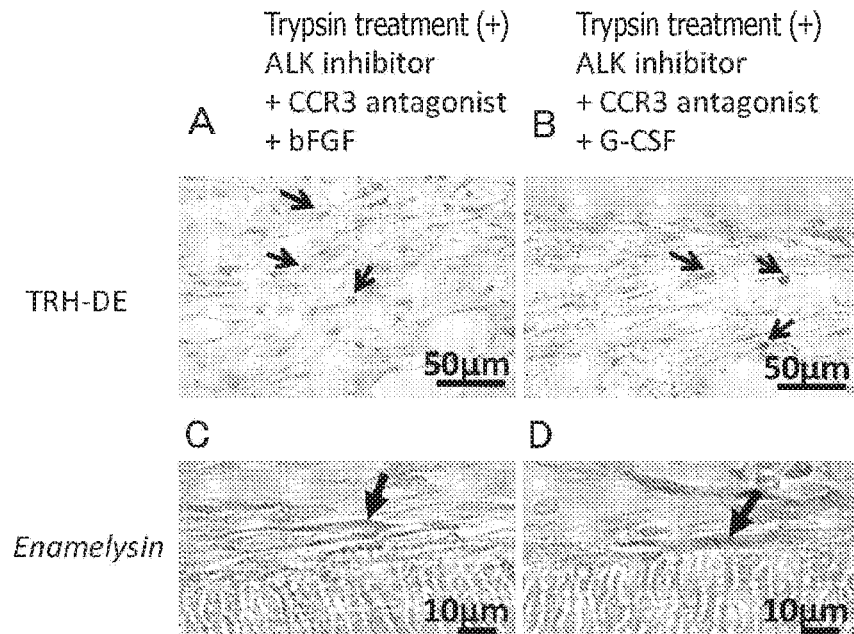 Trypsin treatment (+)
ALK inhibitor
+ CCR3 antagonist
+ bFGF
Trypsin treatment (+)
ALK inhibitor
+ CCR3 antagonist
+ G-CSF
A
B
TRH-DE
50μm
50μm
C
D
Enamelysin
10μm
10μm